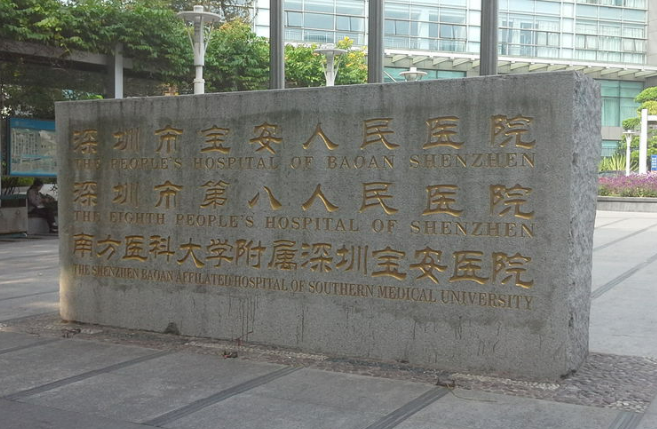 深圳市宝安人民医院
THE PEOPLE'S HOSPITAL OF BAOAN SHENZHEN
深圳市第八人民医院
THE EIGHTH PEOPLE'S HOSPITAL OF SHENZHEN
南方医科大学附属深圳宝安医院
THE SHENZHEN BAOAN AFFILIATED HOSPITAL OF SOUTHERN MEDICAL UNIVERSITY